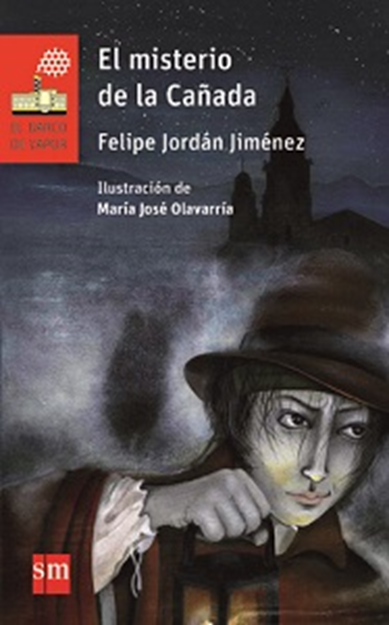 El misterio
de la Cañada
Felipe Jordán Jiménez
Ilustración de
María José Olavarría
EL BARCO
DE VAPOR
sm